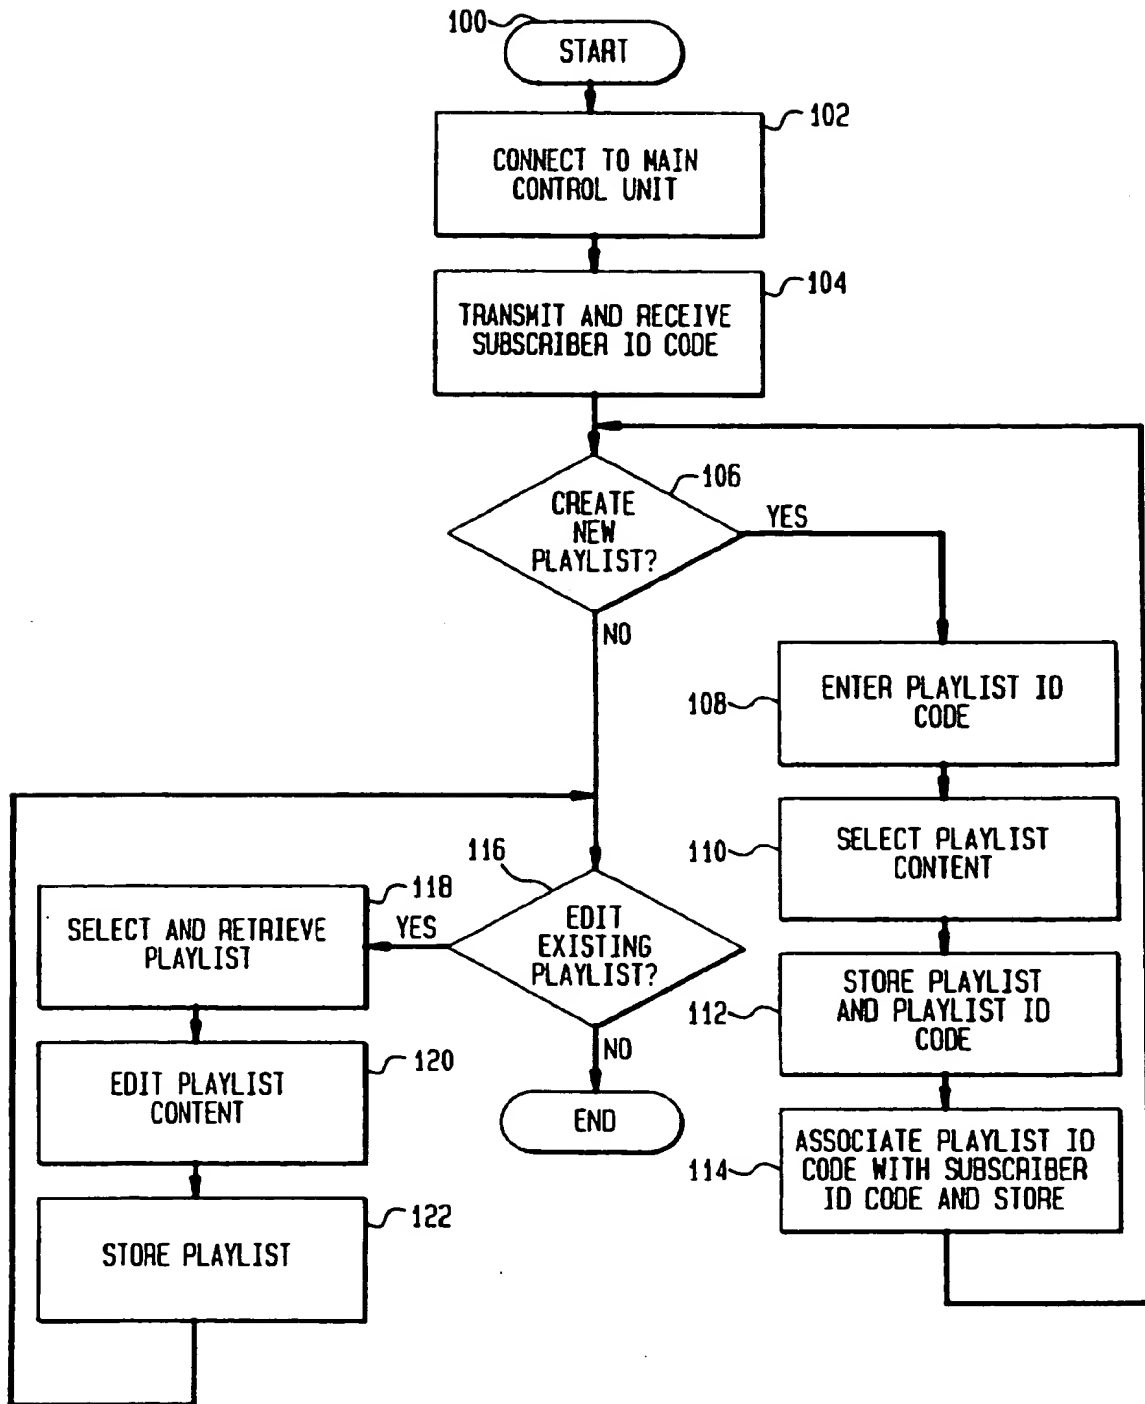 100
START
102
CONNECT TO MAIN
CONTROL UNIT
104
TRANSMIT AND RECEIVE
SUBSCRIBER ID CODE
106
CREATE
NEW
PLAYLIST?
YES
NO
108
ENTER PLAYLIST ID
CODE
110
SELECT PLAYLIST
CONTENT
112
STORE PLAYLIST
AND PLAYLIST ID
CODE
114
ASSOCIATE PLAYLIST ID
CODE WITH SUBSCRIBER
ID CODE AND STORE
116
EDIT
EXISTING
PLAYLIST?
YES
NO
118
SELECT AND RETRIEVE
PLAYLIST
120
EDIT PLAYLIST
CONTENT
122
STORE PLAYLIST
END